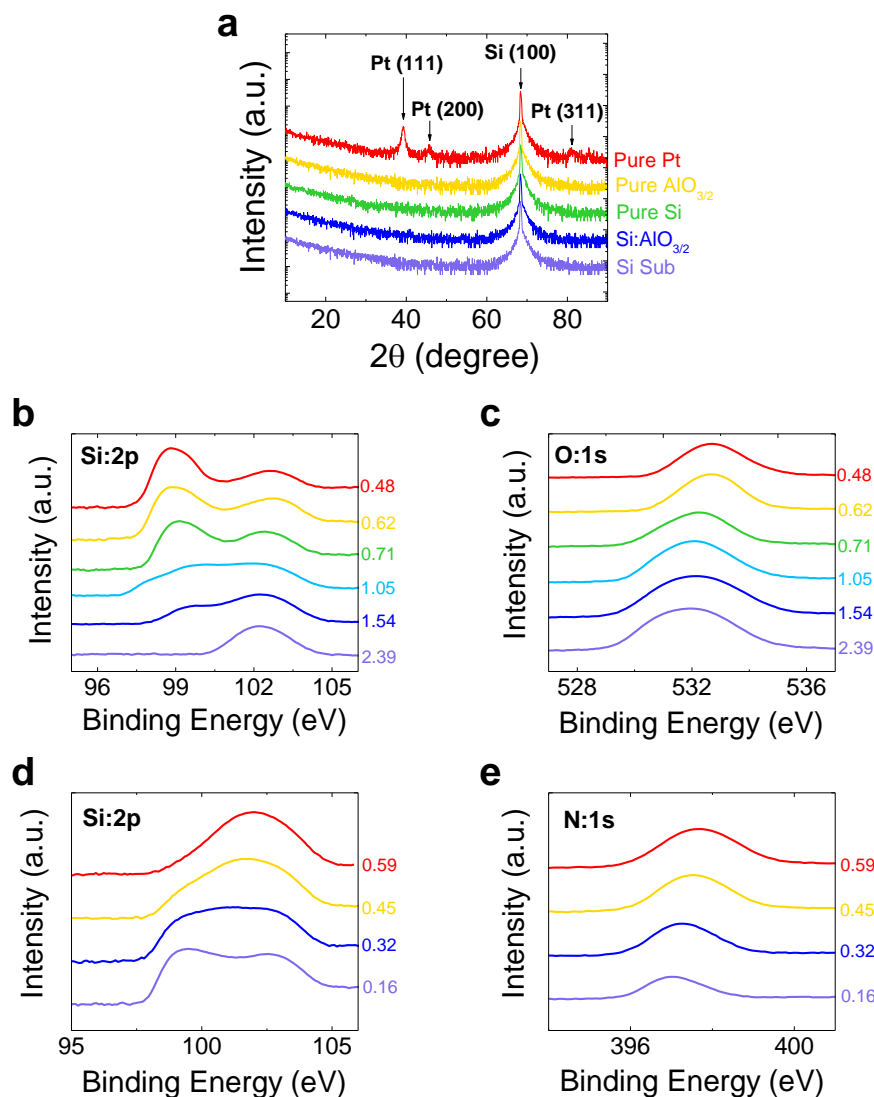 a
Intensity (a.u.)
Si (100)
Pt (111)
Pt (200)
Pt (311)
Pure Pt
Pure AlO3/2
Pure Si
Si:AlO3/2
Si Sub
20 40 60 80
2θ (degree)
b
Intensity (a.u.)
Si:2p
0.48
0.62
0.71
1.05
1.54
2.39
96 99 102 105
Binding Energy (eV)
c
Intensity (a.u.)
O:1s
0.48
0.62
0.71
1.05
1.54
2.39
528 532 536
Binding Energy (eV)
d
Intensity (a.u.)
Si:2p
0.59
0.45
0.32
0.16
95 100 105
Binding Energy (eV)
e
Intensity (a.u.)
N:1s
0.59
0.45
0.32
0.16
396 400
Binding Energy (eV)